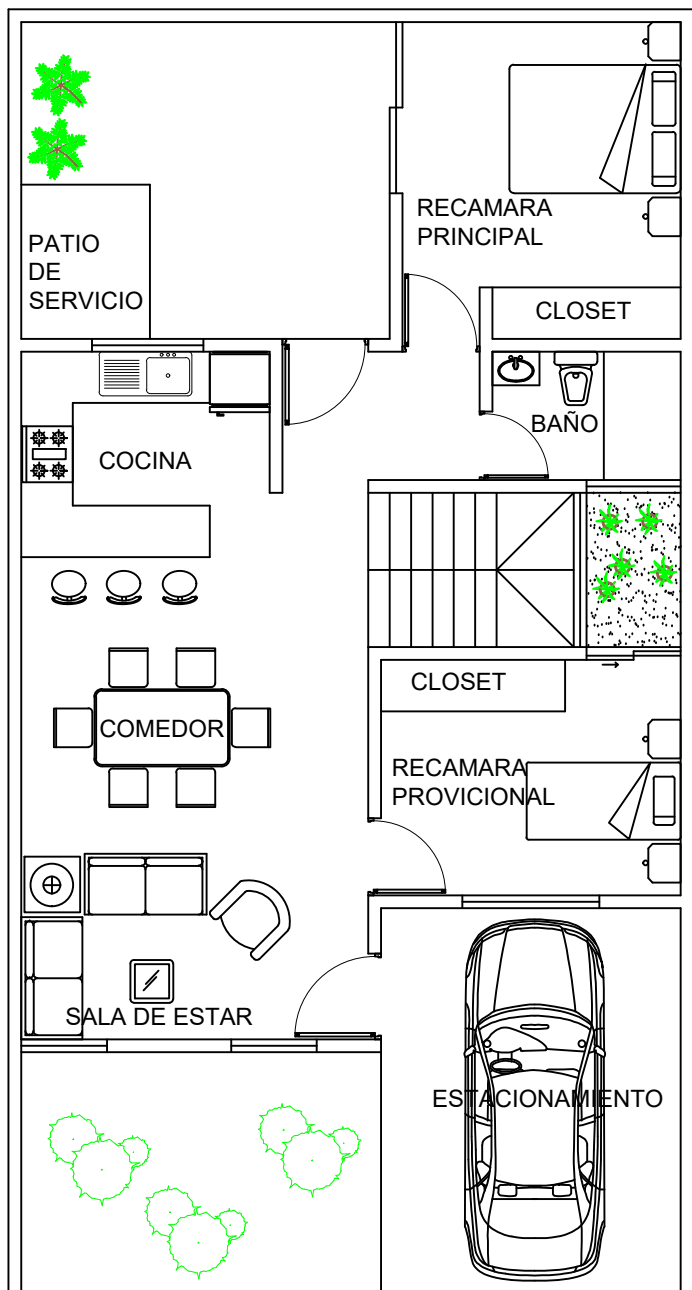 RECAMARA
PRINCIPAL
PATIO
DE
SERVICIO
CLOSET
BAÑO
COCINA
CLOSET
COMEDOR
RECAMARA
PROVICIONAL
SALA DE ESTAR
ESTACIONAMIENTO